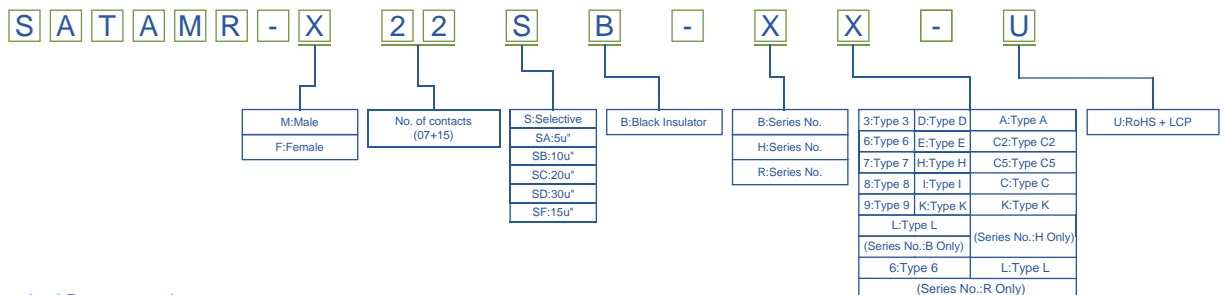 SATAMR-X 22 S B - X X - U
M:Male
F:Female
No. of contacts
(07+15)
S:Selective
SA:5u"
SB:10u"
SC:20u"
SD:30u"
SF:15u"
B:Black Insulator
B:Series No.
H:Series No.
R:Series No.
3:Type 3 D:Type D A:Type A
6:Type 6 E:Type E C2:Type C2
7:Type 7 H:Type H C5:Type C5
8:Type 8 I:Type I C:Type C
9:Type 9 K:Type K K:Type K
L:Type L
(Series No.:B Only)
(Series No.:H Only)
6:Type 6 L:Type L
(Series No.:R Only)
U:RoHS + LCP